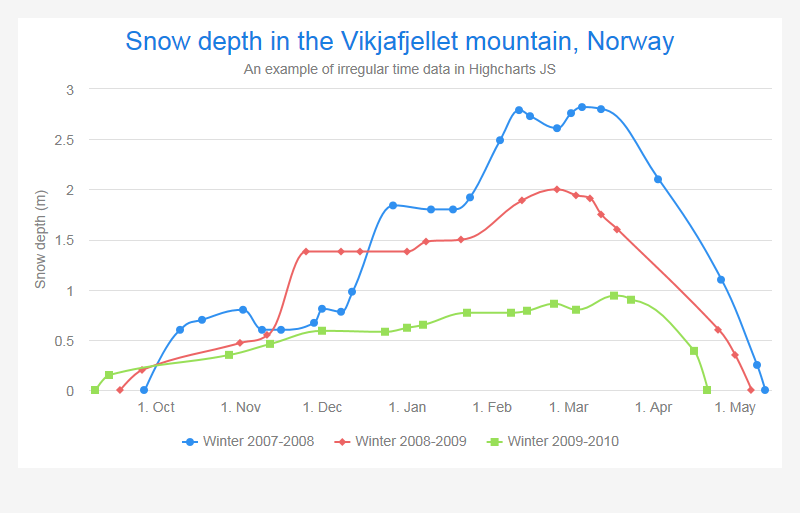 Snow depth in the Vikjafjellet mountain, Norway
An example of irregular time data in Highcharts JS
Snow depth (m)
3
2.5
2
1.5
1
0.5
0
1. Oct 1. Nov 1. Dec 1. Jan 1. Feb 1. Mar 1. Apr 1. May
Winter 2007-2008 Winter 2008-2009 Winter 2009-2010